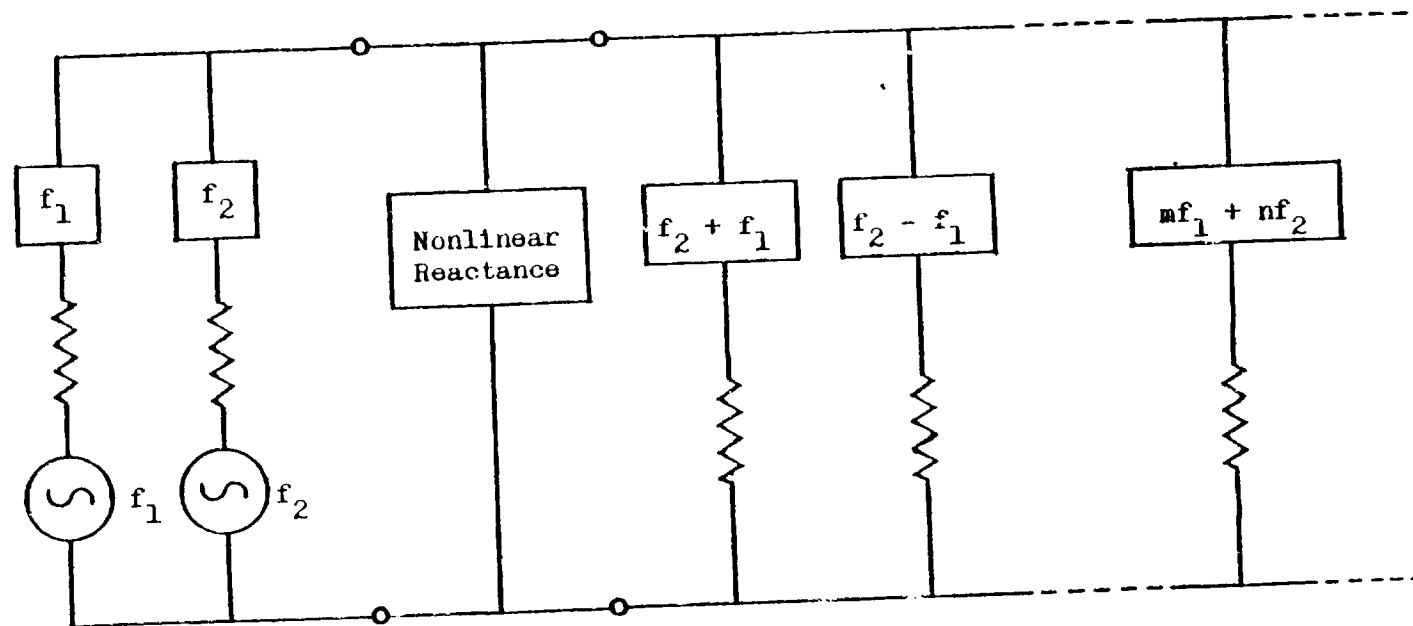 f₁
f₂
Nonlinear
Reactance
f₂ + f₁
f₂ - f₁
mf₁ + nf₂
f₁
f₂